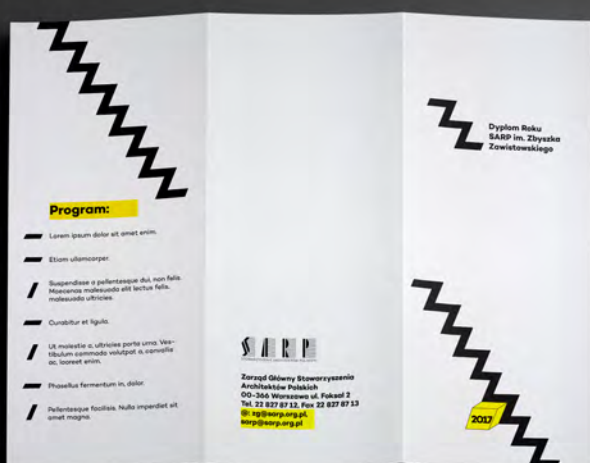 Program:
Lorem ipsum dolor sit amet enim.
Etiam ullamcorper.
Suspendisse a pellentesque dui, non felis.
Maecenas malesuada elit lectus felis,
malesuada ultricies.
Curabitur et ligula.
Ut molestie a, ultricies porta urna. Ves-
tibulum commodo volutpat a, convallis
ac, laoreet enim.
Phasellus fermentum in, dolor.
Pellentesque facilisis. Nulla imperdiet sit
amet magna.
SARP
Zarząd Główny Stowarzyszenia
Architektów Polskich
00-366 Warszawa ul. Foksal 2
Tel. 22 827 87 12, Fax 22 827 87 13
@: zg@sarp.org.pl,
sarp@sarp.org.pl
Dyplom Roku
SARP im. Zbyszka
Zawistowskiego
2017